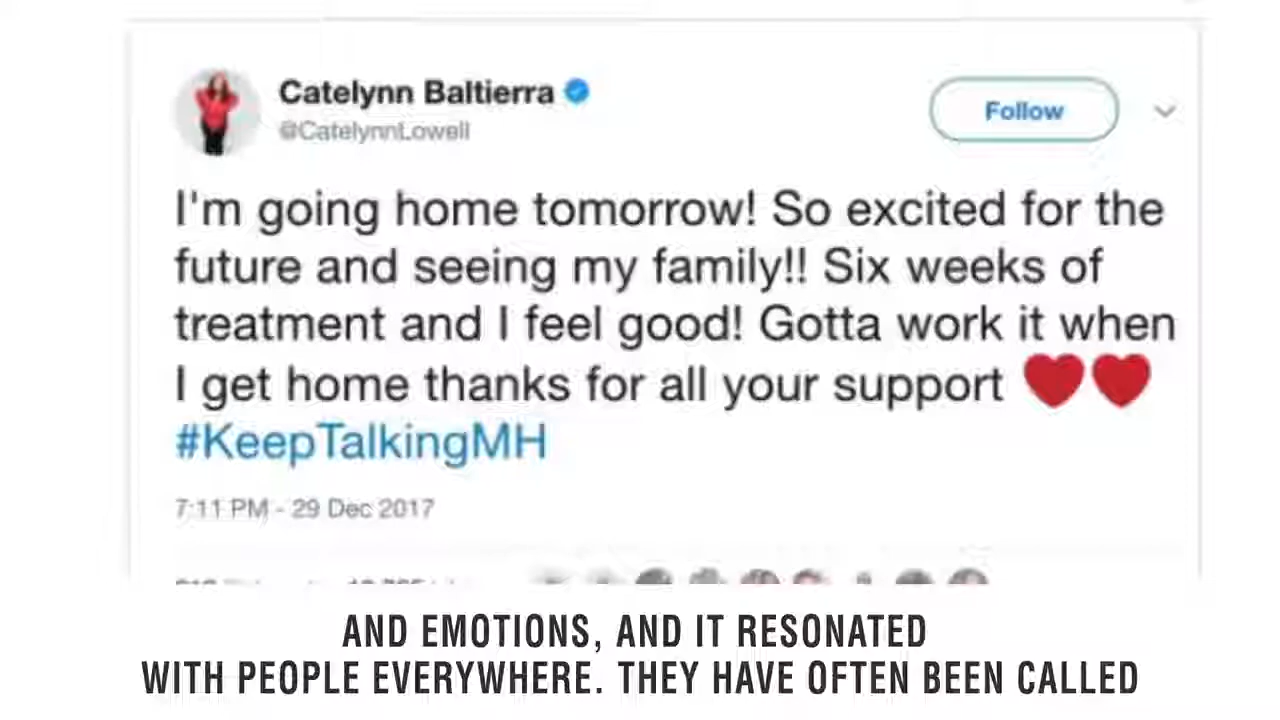 Catelynn Baltierra
@CatelynnLowell
Follow
I'm going home tomorrow! So excited for the
future and seeing my family!! Six weeks of
treatment and I feel good! Gotta work it when
I get home thanks for all your support
#KeepTalkingMH
7:11 PM - 29 Dec 2017
AND EMOTIONS, AND IT RESONATED
WITH PEOPLE EVERYWHERE. THEY HAVE OFTEN BEEN CALLED